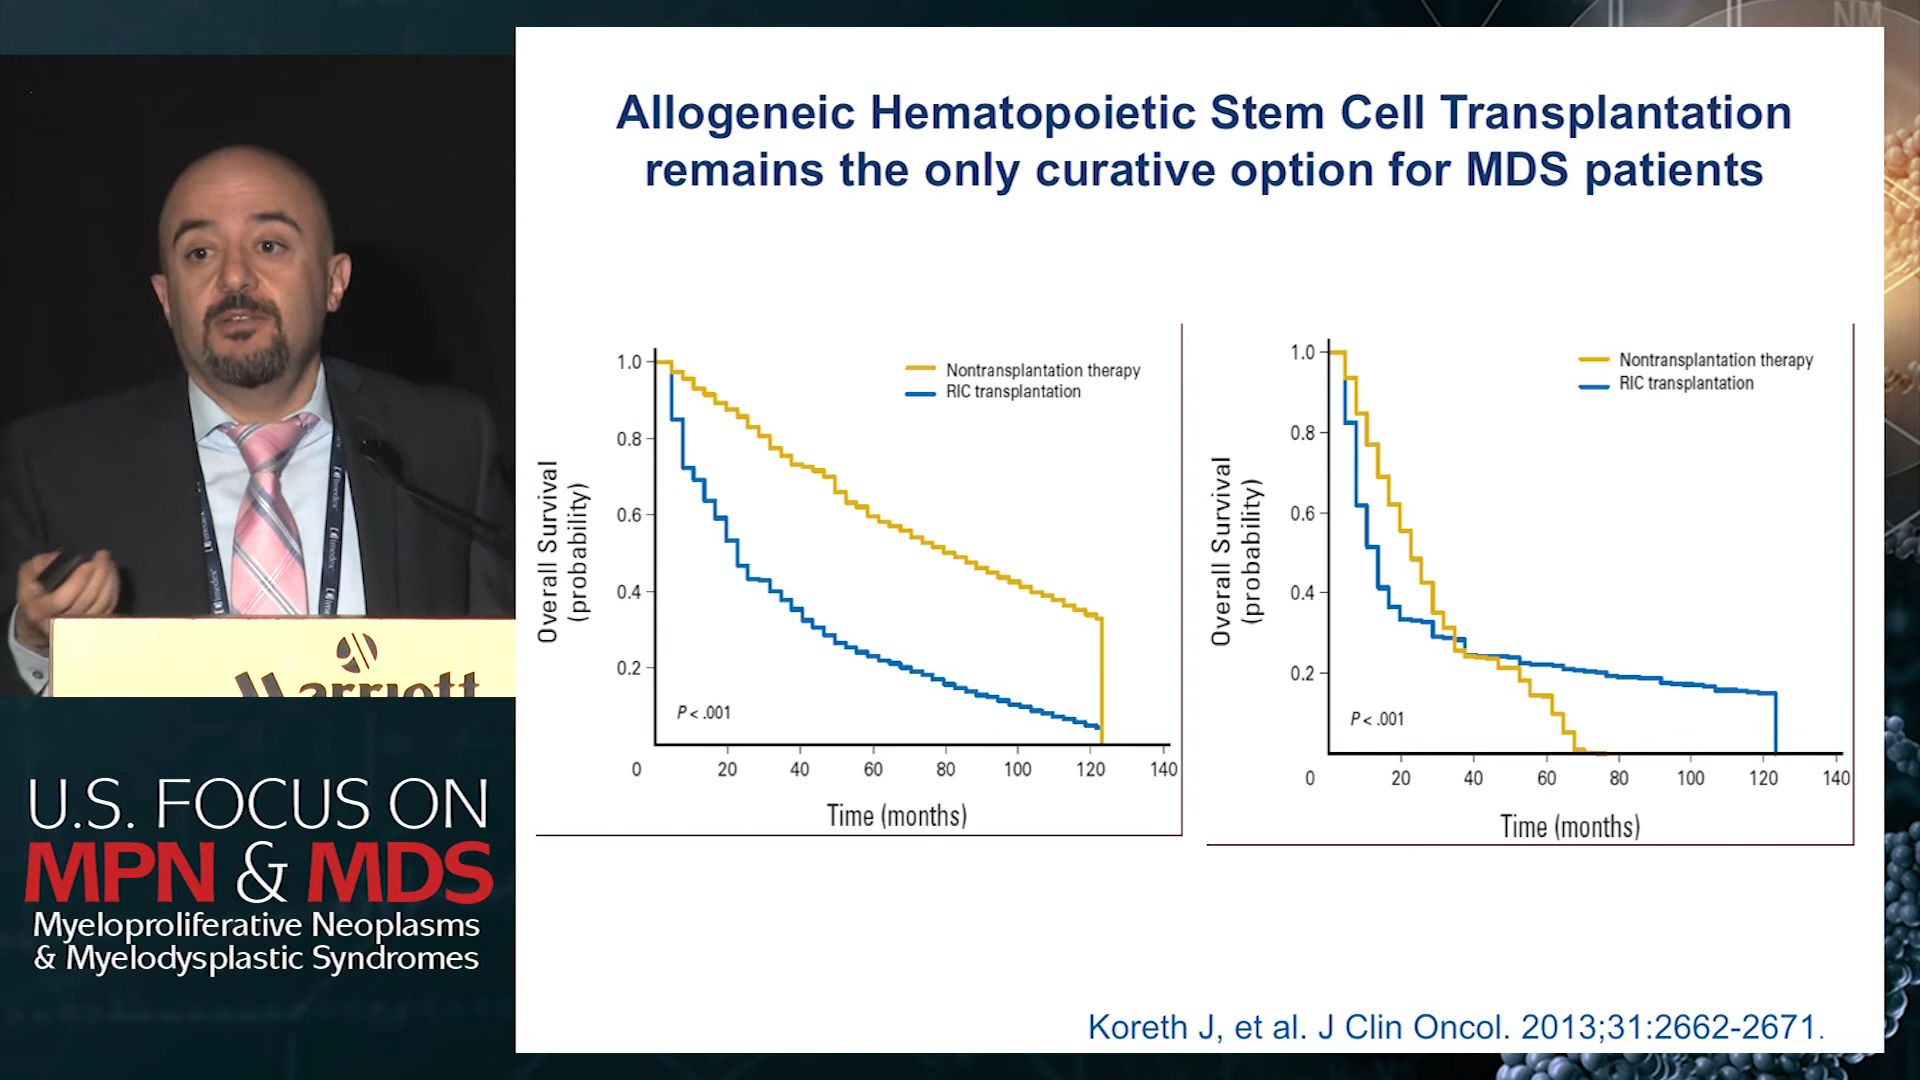 NM
Allogeneic Hematopoietic Stem Cell Transplantation
remains the only curative option for MDS patients
1.0
0.8
0.6
0.4
0.2
0
20
40
60
80
100
120
140
Overall Survival
(probability)
Time (months)
Nontransplantation therapy
RIC transplantation
P < .001
1.0
0.8
0.6
0.4
0.2
0
20
40
60
80
100
120
140
Overall Survival
(probability)
Time (months)
Nontransplantation therapy
RIC transplantation
P < .001
Koreth J, et al. J Clin Oncol. 2013;31:2662-2671.
imedex
imedex
Marriott
U.S. FOCUS ON
MPN & MDS
Myeloproliferative Neoplasms
& Myelodysplastic Syndromes